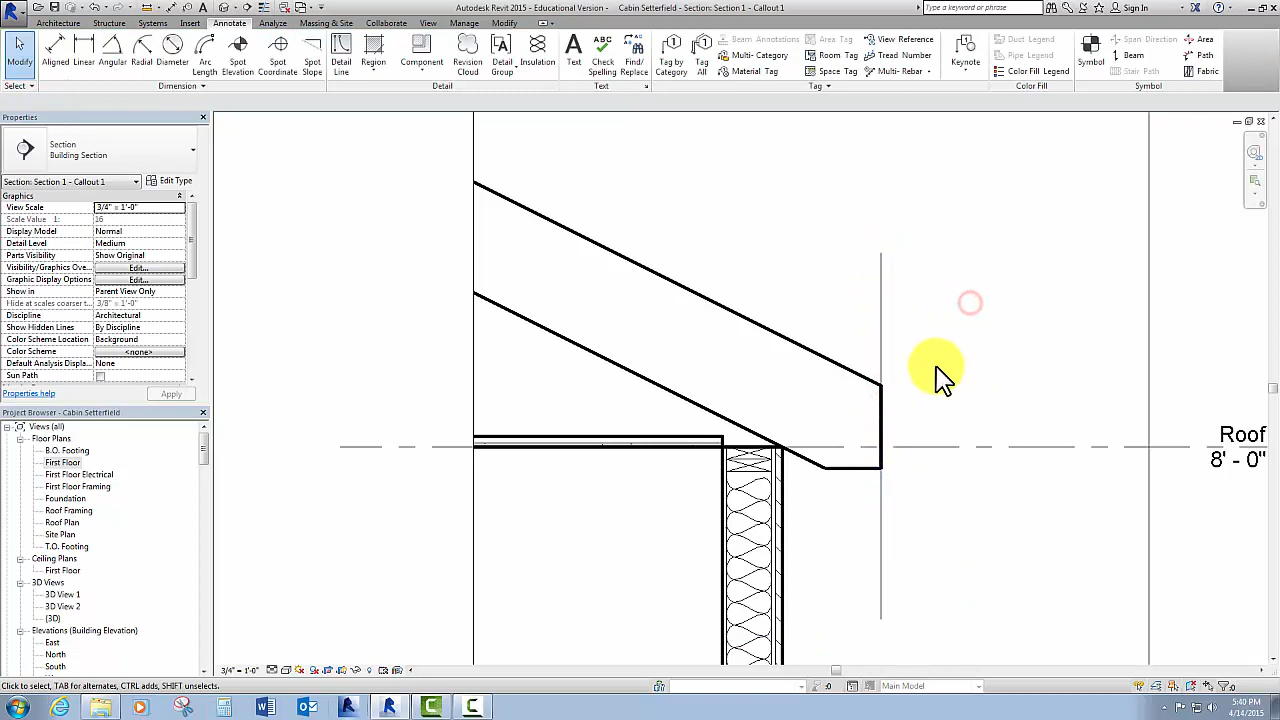 Autodesk Revit 2015 - Educational Version - Cabin Setterfield - Section: Section 1 - Callout 1
Type a keyword or phrase
Sign In
Architecture Structure Systems Insert Annotate Analyze Massing & Site Collaborate View Manage Modify
Modify
Aligned Linear Angular Radial Diameter Arc Length Spot Elevation Spot Coordinate Spot Slope
Detail Line Region Component Revision Cloud Detail Group Insulation
ABC
Text Check Spelling Find/Replace
Tag by Category Tag All
Beam Annotations Area Tag View Reference
Multi-Category Room Tag Tread Number
Material Tag Space Tag Multi-Rebar
Keynote
Duct Legend
Pipe Legend
Color Fill Legend
Symbol
Span Direction Area
Beam Path
Stair Path Fabric
Select Dimension Detail Text Tag Color Fill Symbol
Properties
Section
Building Section
Section: Section 1 - Callout 1 Edit Type
Graphics
View Scale 3/4" = 1'-0"
Scale Value 1: 16
Display Model Normal
Detail Level Medium
Parts Visibility Show Original
Visibility/Graphics Ove... Edit...
Graphic Display Options Edit...
Show in Parent View Only
Hide at scales coarser t... 3/8" = 1'-0"
Discipline Architectural
Show Hidden Lines By Discipline
Color Scheme Location Background
Color Scheme <none>
Default Analysis Displa... None
Sun Path
Properties help Apply
Project Browser - Cabin Setterfield
Views (all)
Floor Plans
B.O. Footing
First Floor
First Floor Electrical
First Floor Framing
Foundation
Roof Framing
Roof Plan
Site Plan
T.O. Footing
Ceiling Plans
First Floor
3D Views
3D View 1
3D View 2
{3D}
Elevations (Building Elevation)
East
North
South
Roof
8' - 0"
3/4" = 1'-0"
Click to select, TAB for alternates, CTRL adds, SHIFT unselects.
:0
Main Model
:0
5:40 PM
4/14/2015